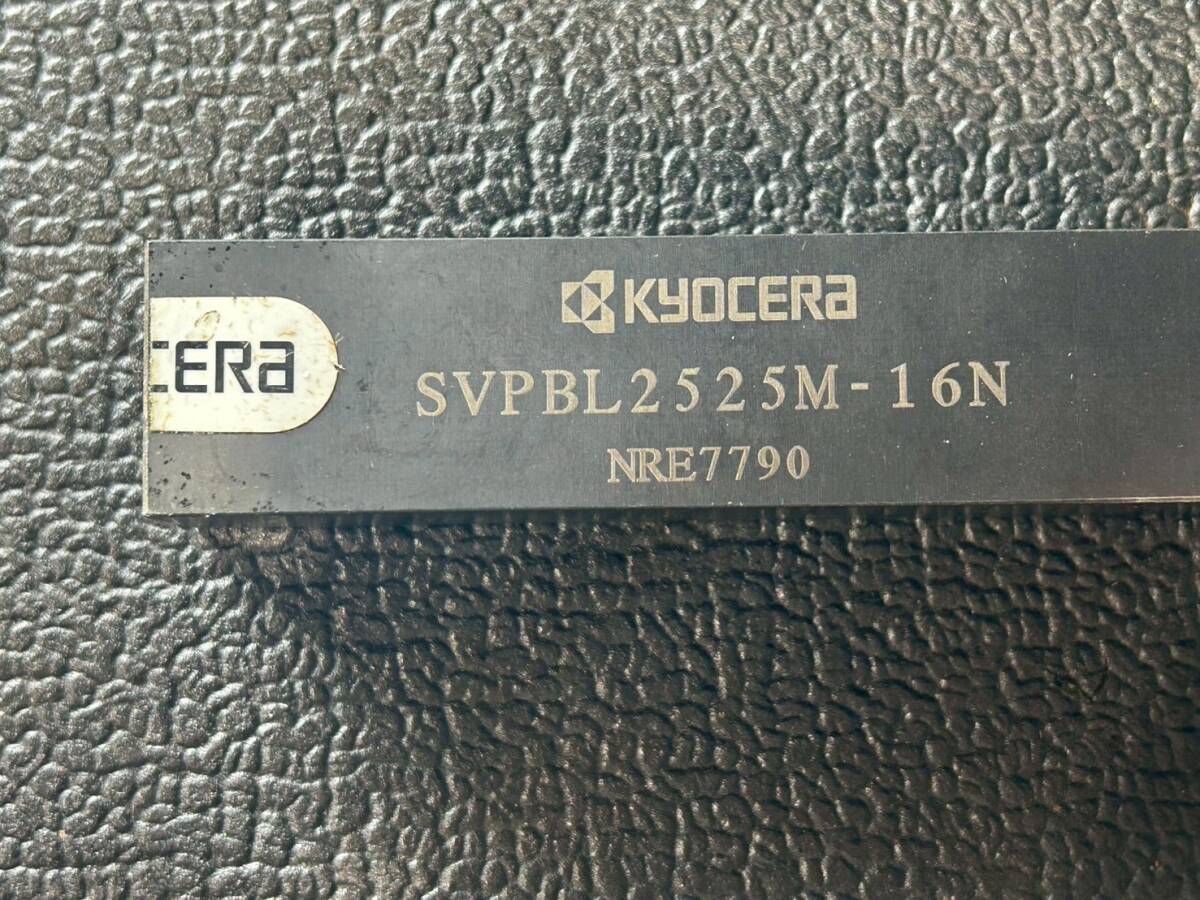 KYOCERA
CERA
SVPBL2525M-16N
NRE7790